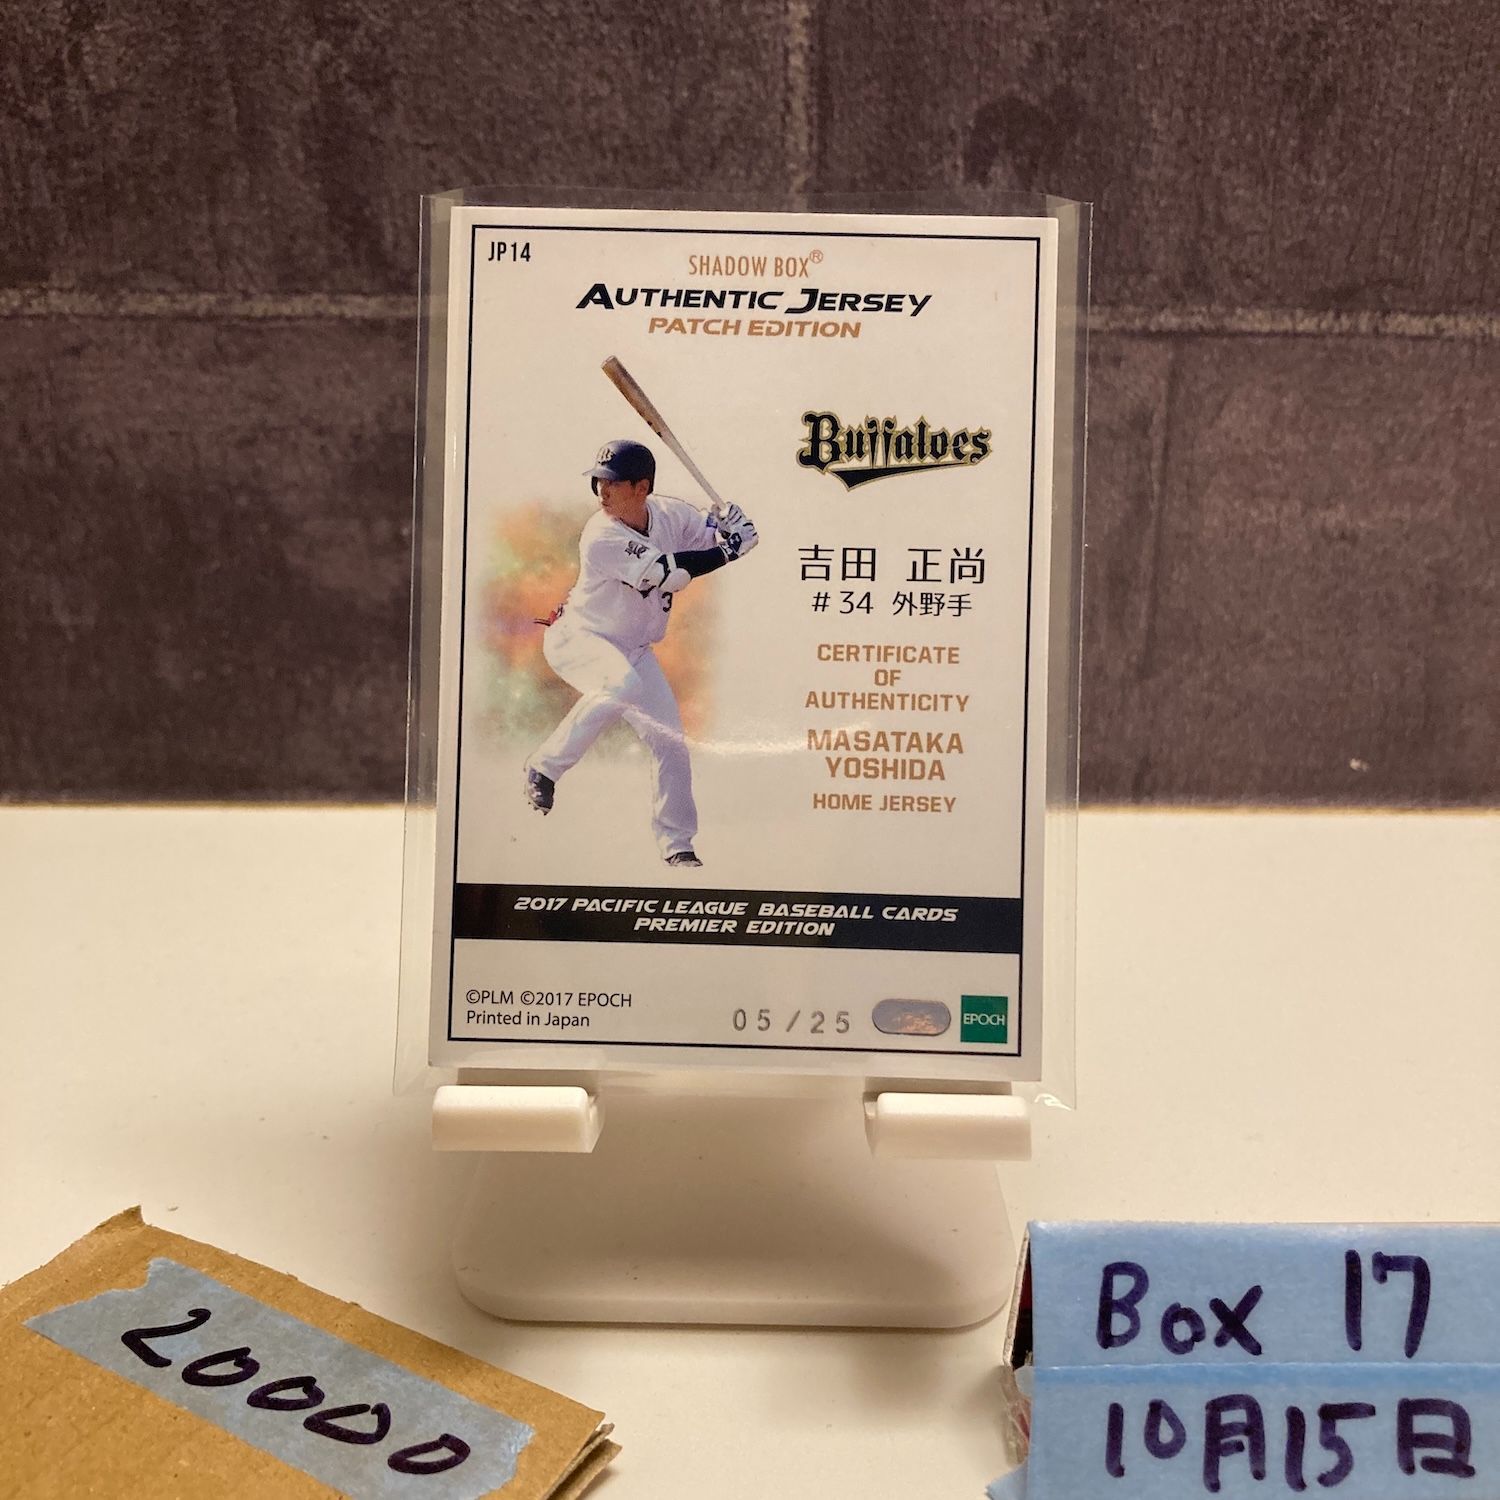 JP14
SHADOW BOX®
AUTHENTIC JERSEY
PATCH EDITION
Buffaloes
吉田 正尚
#34 外野手
CERTIFICATE
OF
AUTHENTICITY
MASATAKA
YOSHIDA
HOME JERSEY
2017 PACIFIC LEAGUE BASEBALL CARDS
PREMIER EDITION
©PLM ©2017 EPOCH
Printed in Japan
05/25
EPOCH
20000
Box 17
10月15日